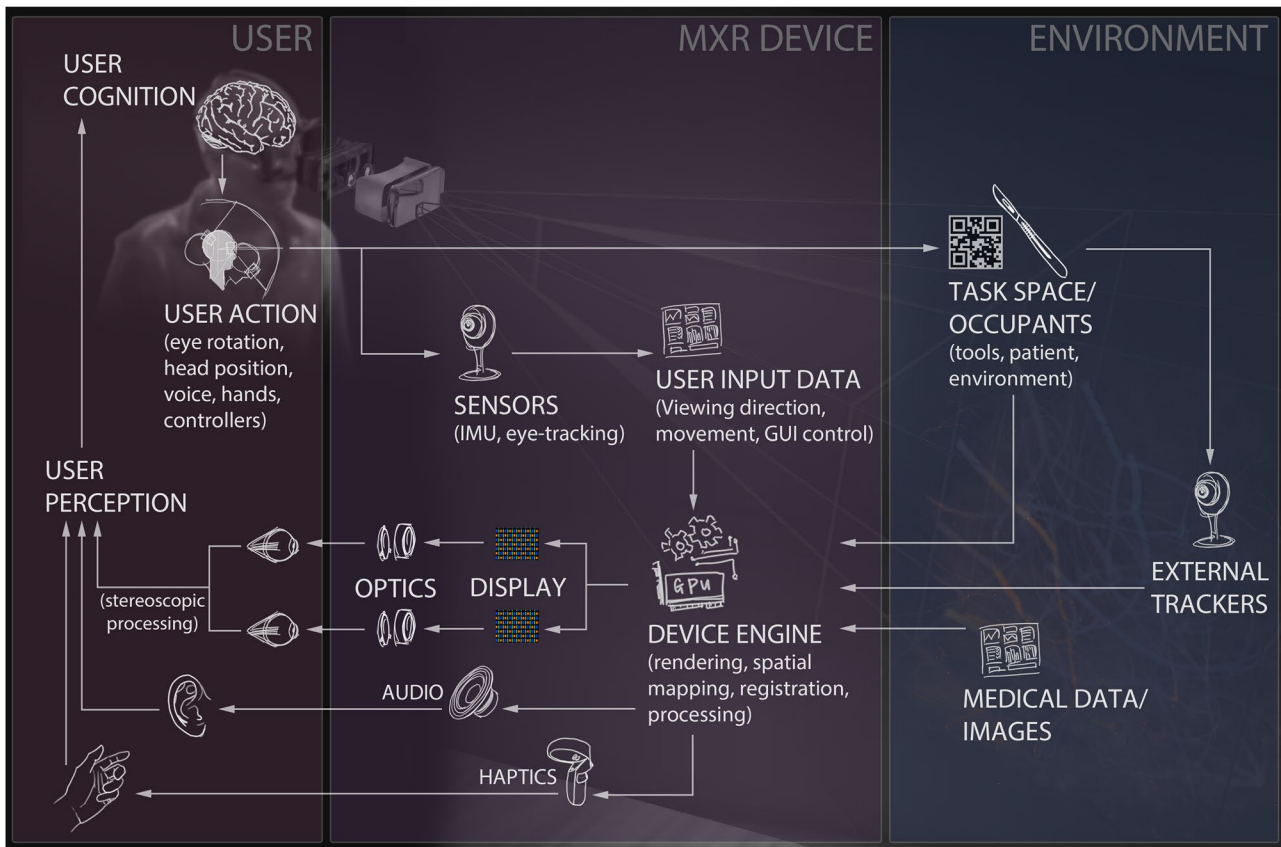 USER
MXR DEVICE
ENVIRONMENT
USER
COGNITION
USER ACTION
(eye rotation,
head position,
voice, hands,
controllers)
SENSORS
(IMU, eye-tracking)
USER INPUT DATA
(Viewing direction,
movement, GUI control)
TASK SPACE/
OCCUPANTS
(tools, patient,
environment)
USER
PERCEPTION
(stereoscopic
processing)
OPTICS
DISPLAY
GPU
DEVICE ENGINE
(rendering, spatial
mapping, registration,
processing)
EXTERNAL
TRACKERS
MEDICAL DATA/
IMAGES
AUDIO
HAPTICS